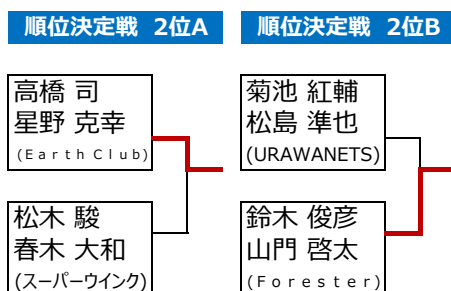 順位決定戦 2位A
高橋 司
星野 克幸
(Earth Club)
松木 駿
春木 大和
(スーパーウインク)
順位決定戦 2位B
菊池 紅輔
松島 準也
(URAWANETS)
鈴木 俊彦
山門 啓太
(Forester)